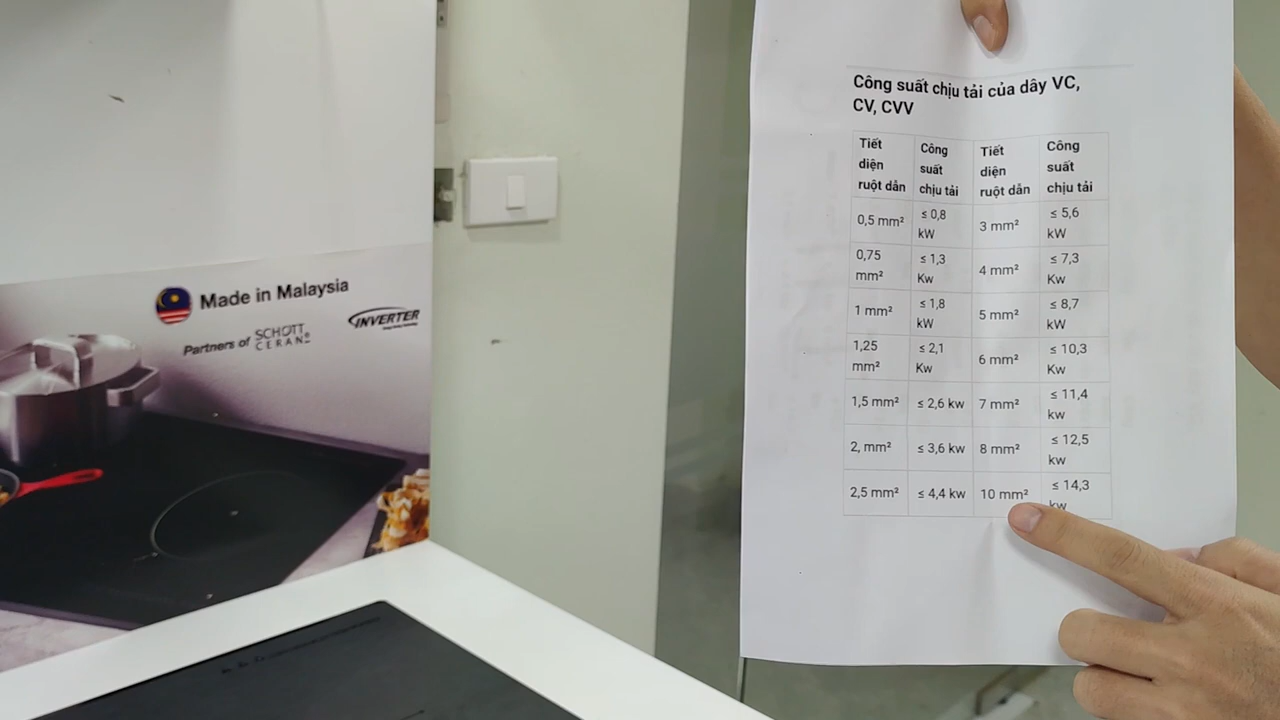 Made in Malaysia
Partners of SCHOTT
CERAN®
INVERTER
Công suất chịu tải của dây VC,
CV, CVV
Tiết diện ruột dẫn Công suất chịu tải Tiết diện ruột dẫn Công suất chịu tải
0,5 mm² ≤ 0,8 kW 3 mm² ≤ 5,6 kW
0,75 mm² ≤ 1,3 Kw 4 mm² ≤ 7,3 Kw
1 mm² ≤ 1,8 kW 5 mm² ≤ 8,7 kW
1,25 mm² ≤ 2,1 Kw 6 mm² ≤ 10,3 Kw
1,5 mm² ≤ 2,6 kw 7 mm² ≤ 11,4 kw
2, mm² ≤ 3,6 kw 8 mm² ≤ 12,5 kw
2,5 mm² ≤ 4,4 kw 10 mm² ≤ 14,3 kw